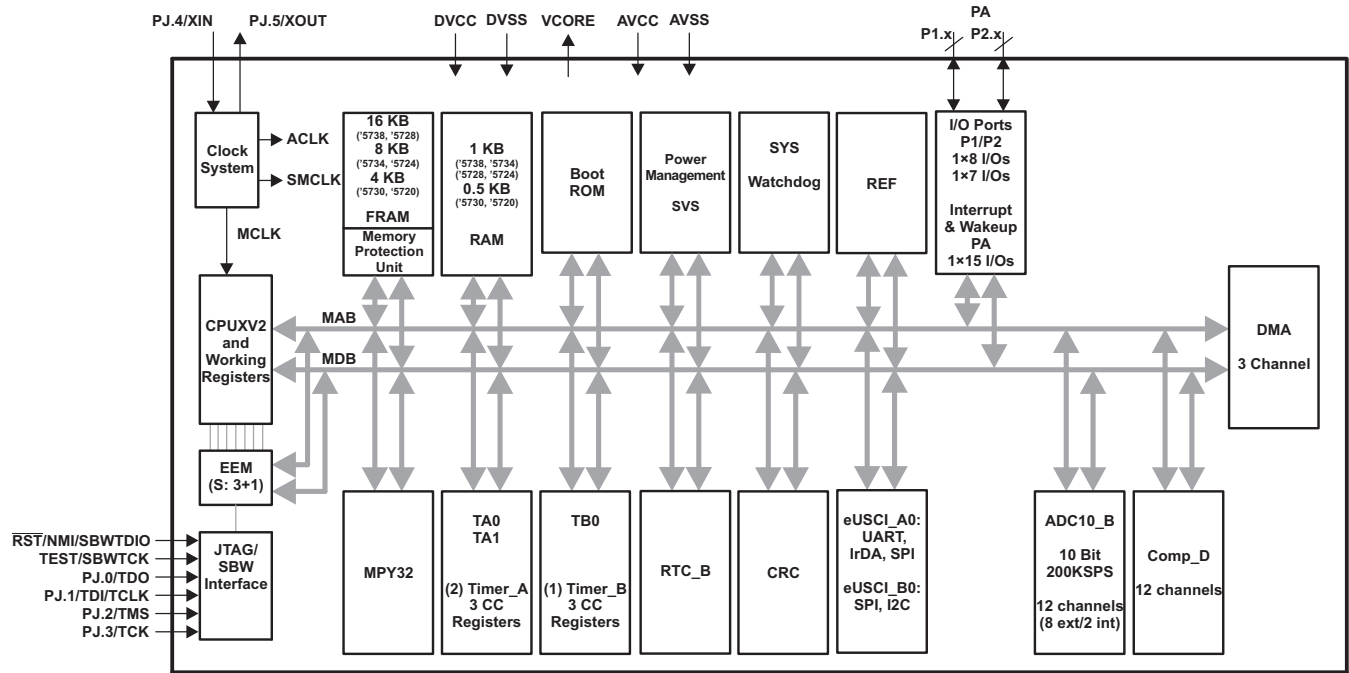 PJ.4/XIN
PJ.5/XOUT
DVCC
DVSS
VCORE
AVCC
AVSS
PA
P1.x
P2.x
Clock
System
ACLK
SMCLK
MCLK
16 KB
('5738, '5728)
8 KB
('5734, '5724)
4 KB
('5730, '5720)
FRAM
Memory
Protection
Unit
1 KB
('5738, '5734)
('5728, '5724)
0.5 KB
('5730, '5720)
RAM
Boot
ROM
Power
Management
SVS
SYS
Watchdog
REF
I/O Ports
P1/P2
1×8 I/Os
1×7 I/Os
Interrupt
& Wakeup
PA
1×15 I/Os
CPUXV2
and
Working
Registers
MAB
MDB
DMA
3 Channel
EEM
(S: 3+1)
RST/NMI/SBWTDIO
TEST/SBWTCK
PJ.0/TDO
PJ.1/TDI/TCLK
PJ.2/TMS
PJ.3/TCK
JTAG/
SBW
Interface
MPY32
TA0
TA1
(2) Timer_A
3 CC
Registers
TB0
(1) Timer_B
3 CC
Registers
RTC_B
CRC
eUSCI_A0:
UART,
IrDA, SPI
eUSCI_B0:
SPI, I2C
ADC10_B
10 Bit
200KSPS
12 channels
(8 ext/2 int)
Comp_D
12 channels